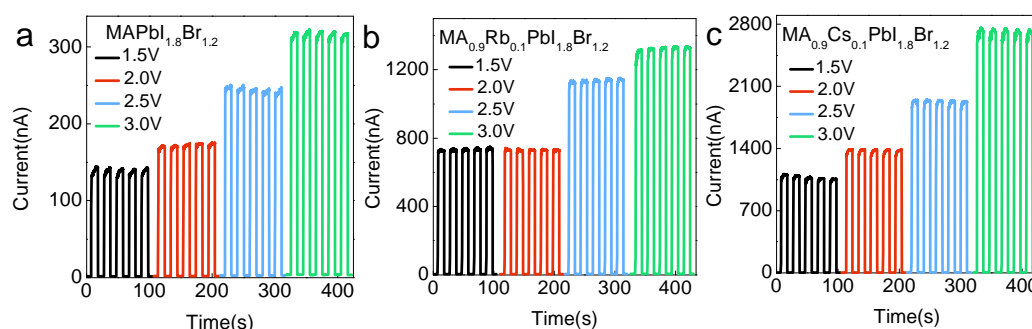 a
MAPbI1.8Br1.2
1.5V
2.0V
2.5V
3.0V
300
200
100
0
Current(nA)
0 100 200 300 400
Time(s)
b
MA0.9Rb0.1PbI1.8Br1.2
1.5V
2.0V
2.5V
3.0V
1200
800
400
0
Current(nA)
0 100 200 300 400
Time(s)
c
MA0.9Cs0.1PbI1.8Br1.2
1.5V
2.0V
2.5V
3.0V
2800
2100
1400
700
0
Current(nA)
0 100 200 300 400
Time(s)